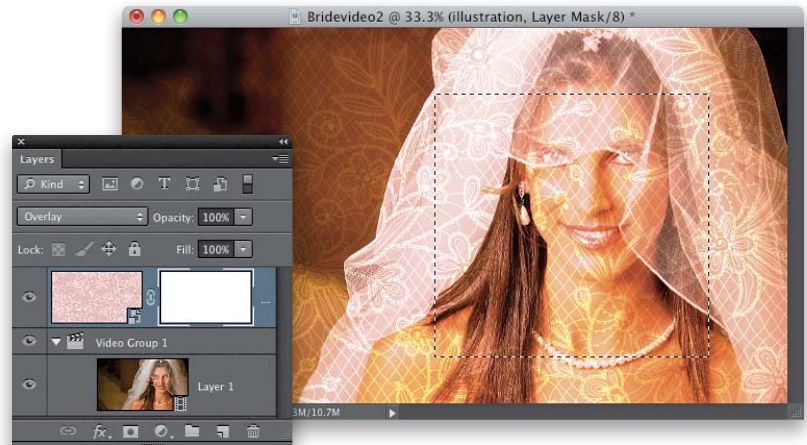 Bridevideo2 @ 33.3% (illustration, Layer Mask/8) *
Layers
Kind
T
Overlay
Opacity: 100%
Lock:
Fill: 100%
...
Video Group 1
Layer 1
fx.
3M/10.7M